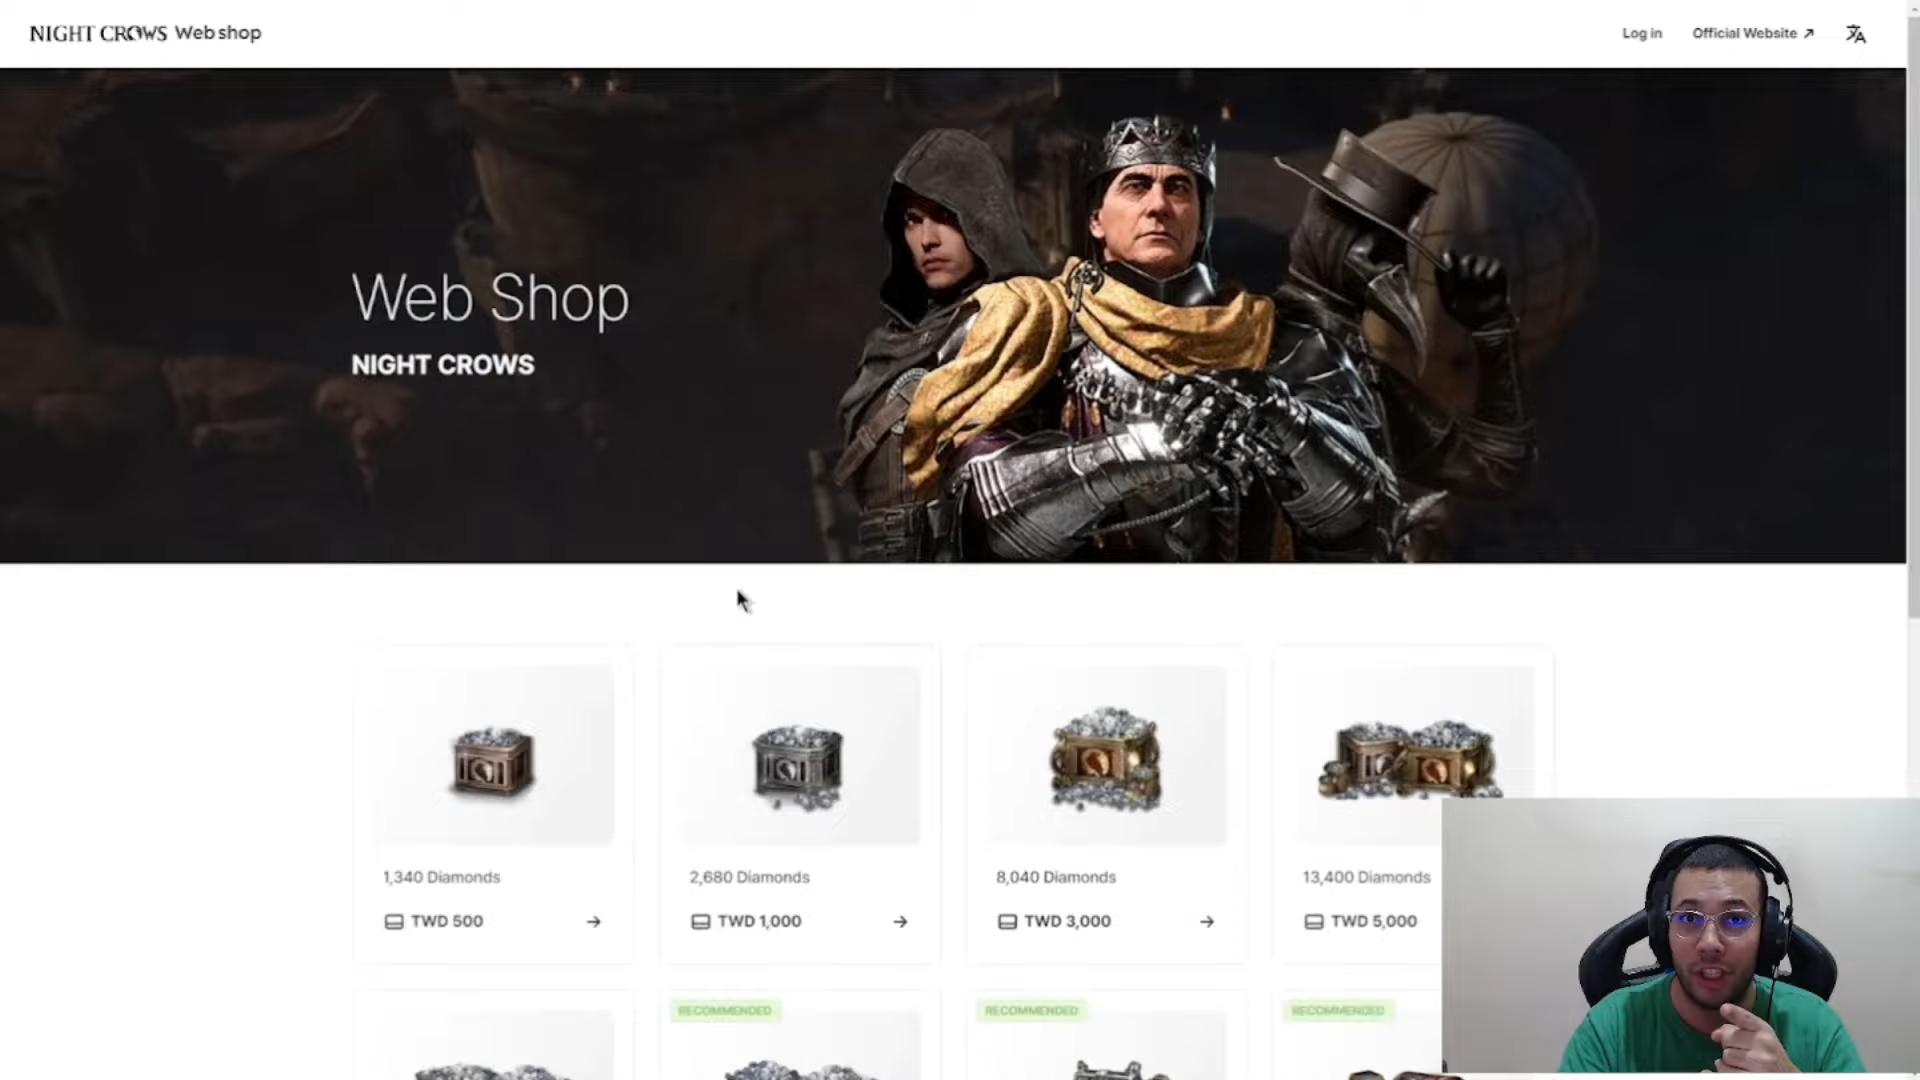 NIGHT CROWS Web shop
Log in
Official Website ↗
Web Shop
NIGHT CROWS
1,340 Diamonds
TWD 500 →
2,680 Diamonds
TWD 1,000 →
8,040 Diamonds
TWD 3,000 →
13,400 Diamonds
TWD 5,000
RECOMMENDED
RECOMMENDED
RECOMMENDED